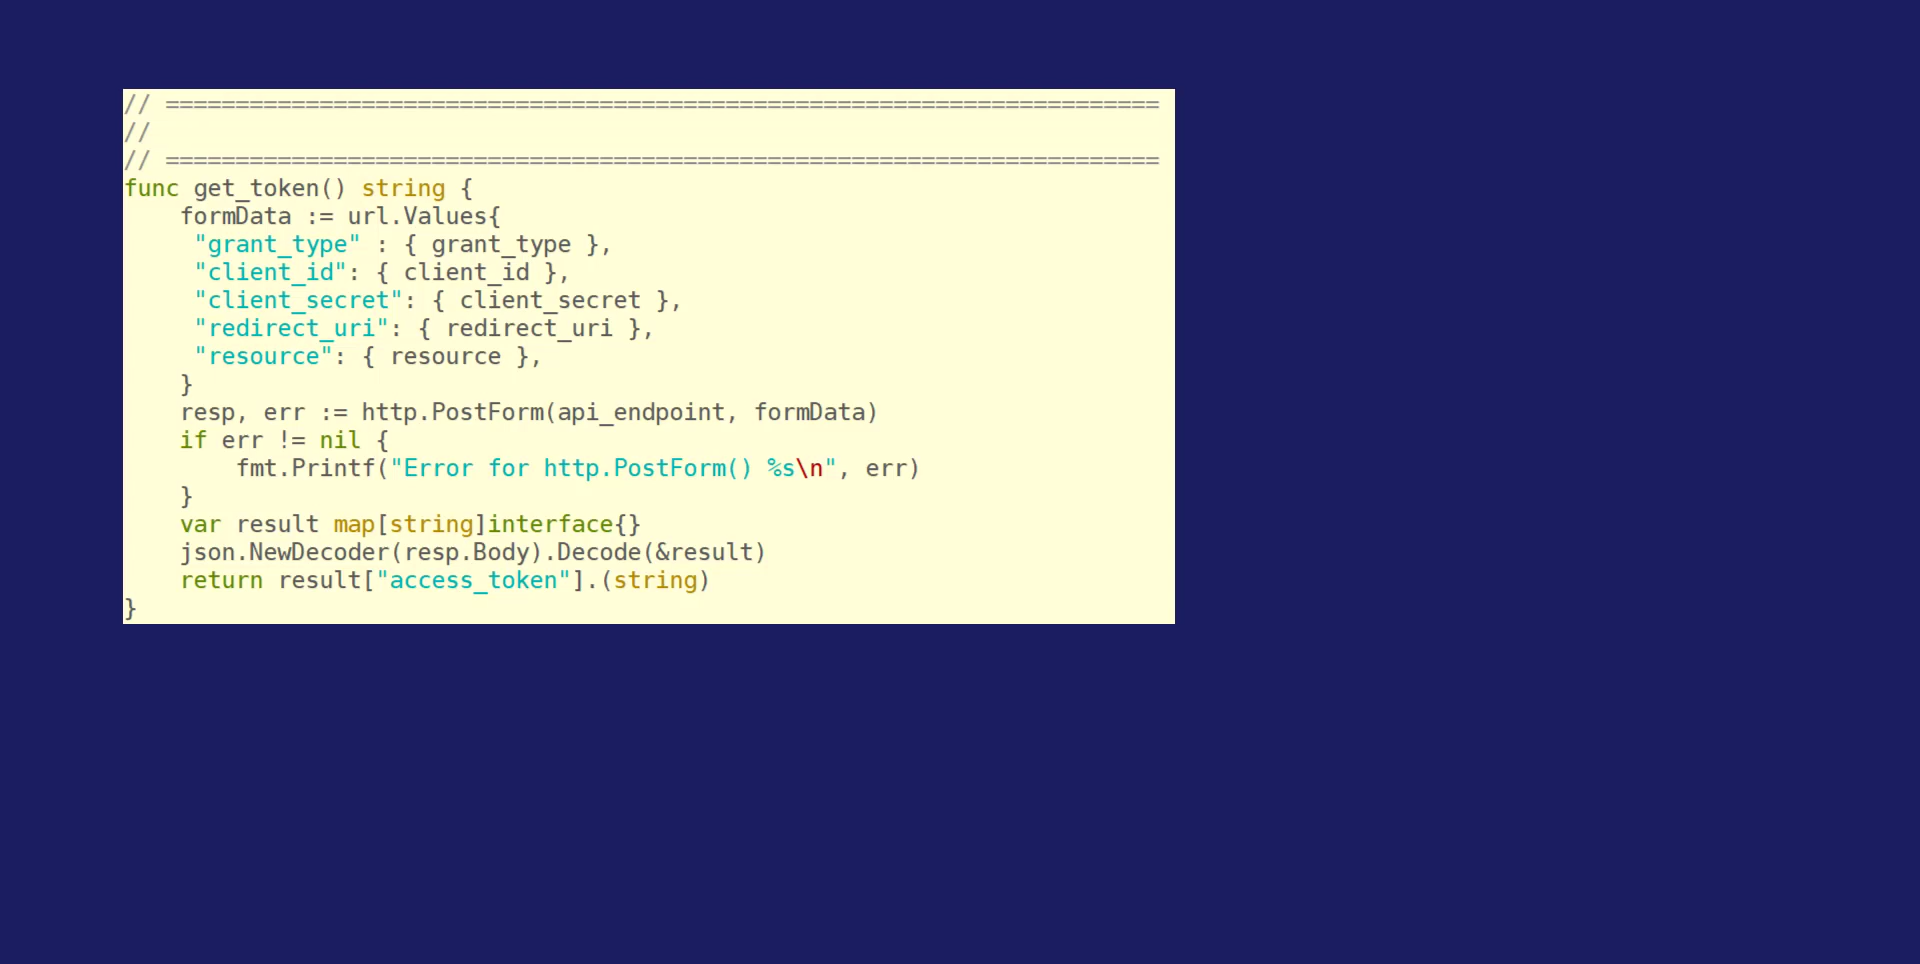 // =======================================================================
//
// =======================================================================
func get_token() string {
    formData := url.Values{
     "grant_type" : { grant_type },
     "client_id": { client_id },
     "client_secret": { client_secret },
     "redirect_uri": { redirect_uri },
     "resource": { resource },
    }
    resp, err := http.PostForm(api_endpoint, formData)
    if err != nil {
        fmt.Printf("Error for http.PostForm() %s\n", err)
    }
    var result map[string]interface{}
    json.NewDecoder(resp.Body).Decode(&result)
    return result["access_token"].(string)
}